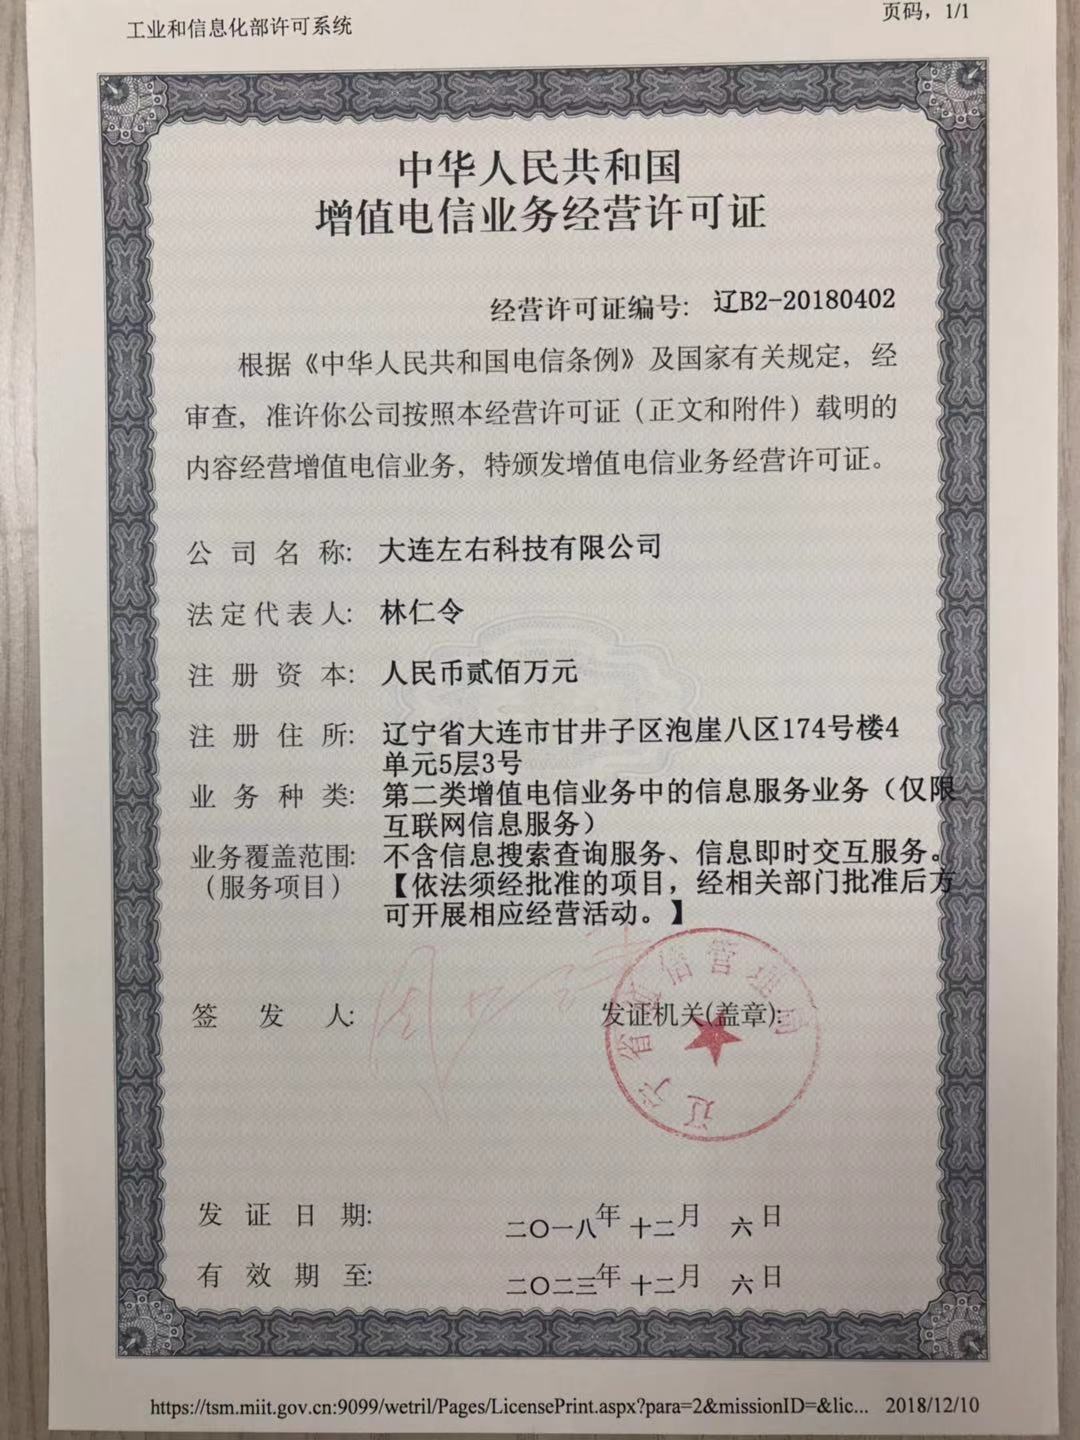 工业和信息化部许可系统
页码，1/1
中华人民共和国
增值电信业务经营许可证
经营许可证编号: 辽B2-20180402
根据《中华人民共和国电信条例》及国家有关规定，经
审查，准许你公司按照本经营许可证（正文和附件）载明的
内容经营增值电信业务，特颁发增值电信业务经营许可证。
公司名称: 大连左右科技有限公司
法定代表人: 林仁令
注册资本: 人民币贰佰万元
注册住所: 辽宁省大连市甘井子区泡崖八区174号楼4
单元5层3号
业务种类: 第二类增值电信业务中的信息服务业务（仅限
互联网信息服务）
业务覆盖范围: 不含信息搜索查询服务、信息即时交互服务。
（服务项目） 【依法须经批准的项目，经相关部门批准后方
可开展相应经营活动。】
签发人:
发证机关(盖章):
辽宁省通信管理局
发证日期: 二〇一八年 十二月 六日
有效期至: 二〇二三年 十二月 六日
https://tsm.miit.gov.cn:9099/wetril/Pages/LicensePrint.aspx?para=2&missionID=&lic... 2018/12/10